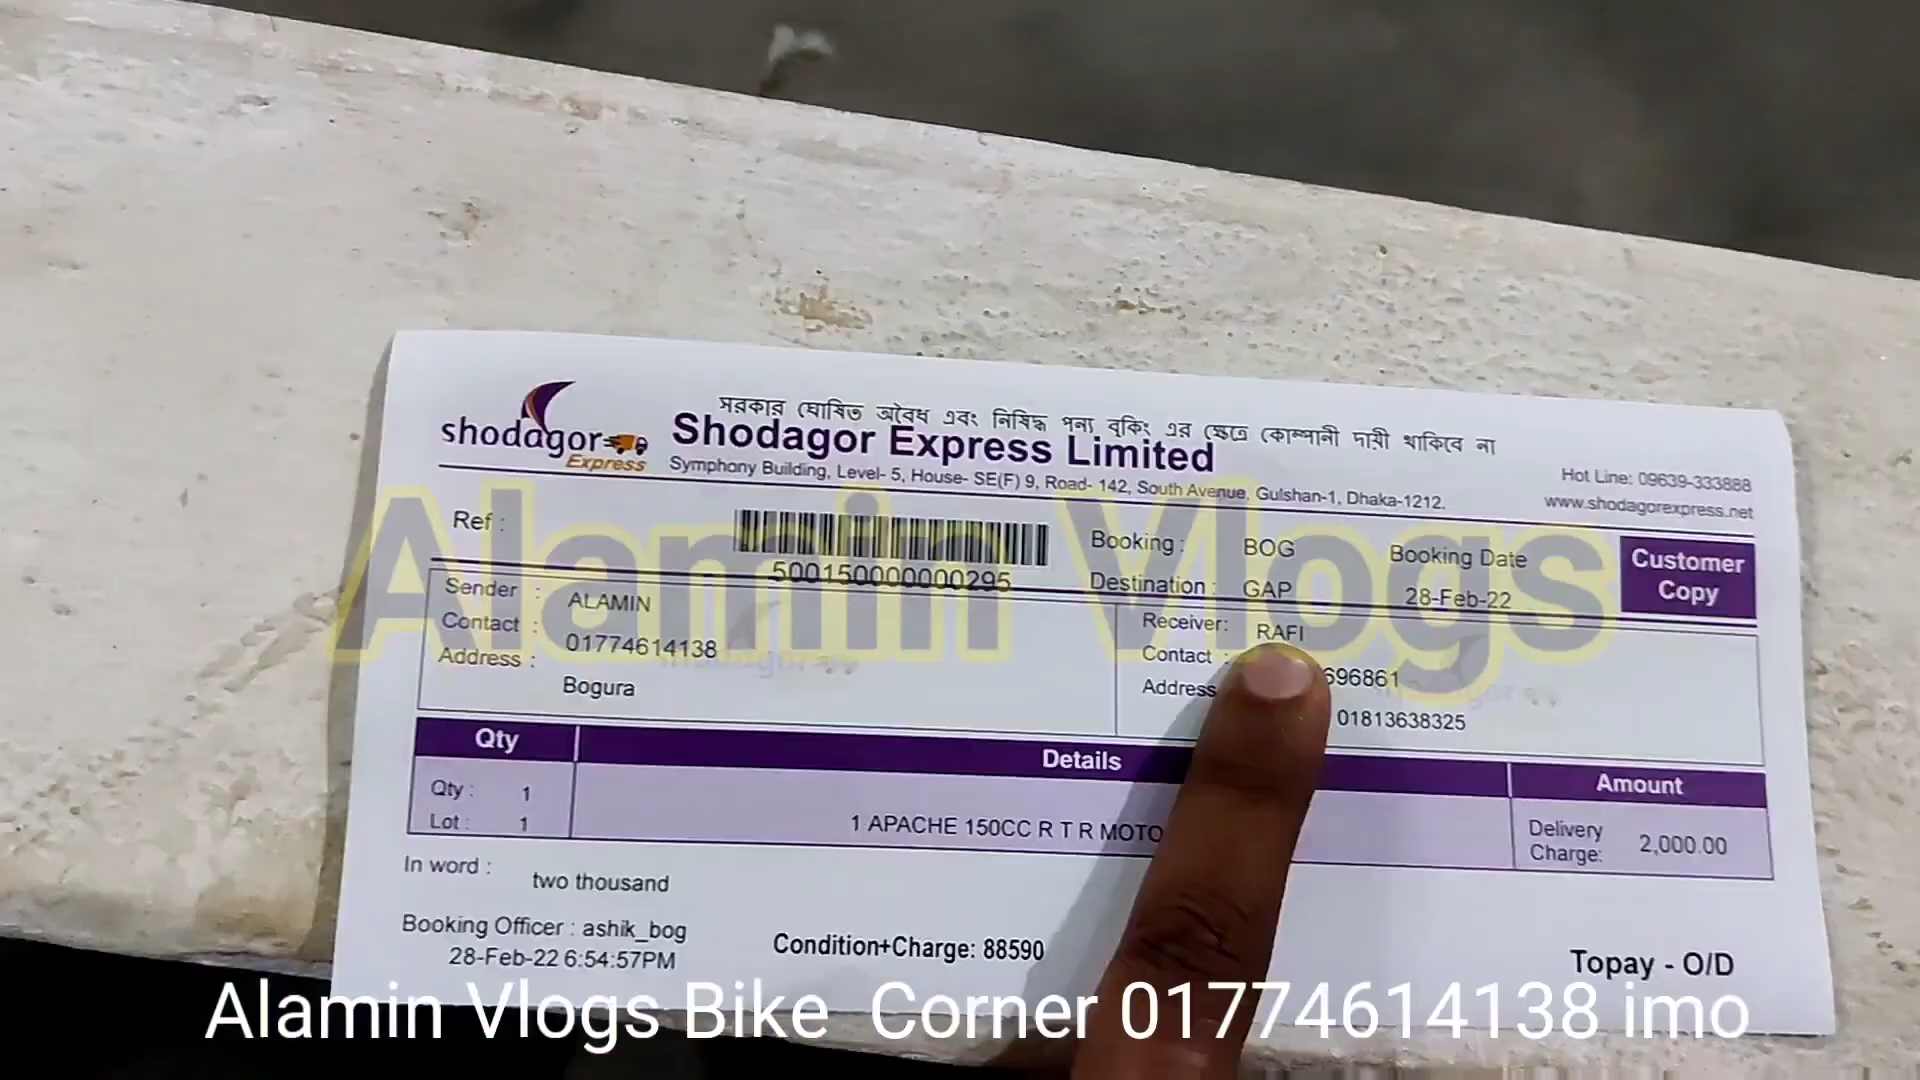 সরকার ঘোষিত অবৈধ এবং নিষিদ্ধ পন্য বুকিং এর ক্ষেত্রে কোম্পানী দায়ী থাকিবে না
shodagor Express
Shodagor Express Limited
Symphony Building, Level- 5, House- SE(F) 9, Road- 142, South Avenue, Gulshan-1, Dhaka-1212.
Hot Line: 09639-333888
www.shodagorexpress.net
Ref :
500150000000295
Booking : BOG
Destination : GAP
Booking Date
28-Feb-22
Customer Copy
Alamin Vlogs
Sender : ALAMIN
Contact : 01774614138
Address : Bogura
Receiver: RAFI
Contact : 696861
Address 01813638325
Qty Details Amount
Qty : 1
Lot : 1
1 APACHE 150CC R T R MOTO
Delivery Charge: 2,000.00
In word : two thousand
Booking Officer : ashik_bog
28-Feb-22 6:54:57PM
Condition+Charge: 88590
Topay - O/D
Alamin Vlogs Bike Corner 01774614138 imo